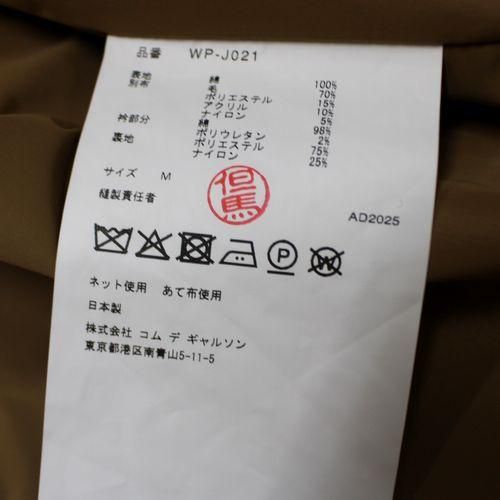 品番 WP-J021
表地 綿 100%
別布 毛 70%
ポリエステル 15%
アクリル 10%
ナイロン 5%
衿部分 綿 98%
ポリウレタン 2%
裏地 ポリエステル 75%
ナイロン 25%
サイズ M
縫製責任者 但馬
AD2025
P
W
ネット使用 あて布使用
日本製
株式会社 コム デ ギャルソン
東京都港区南青山5-11-5